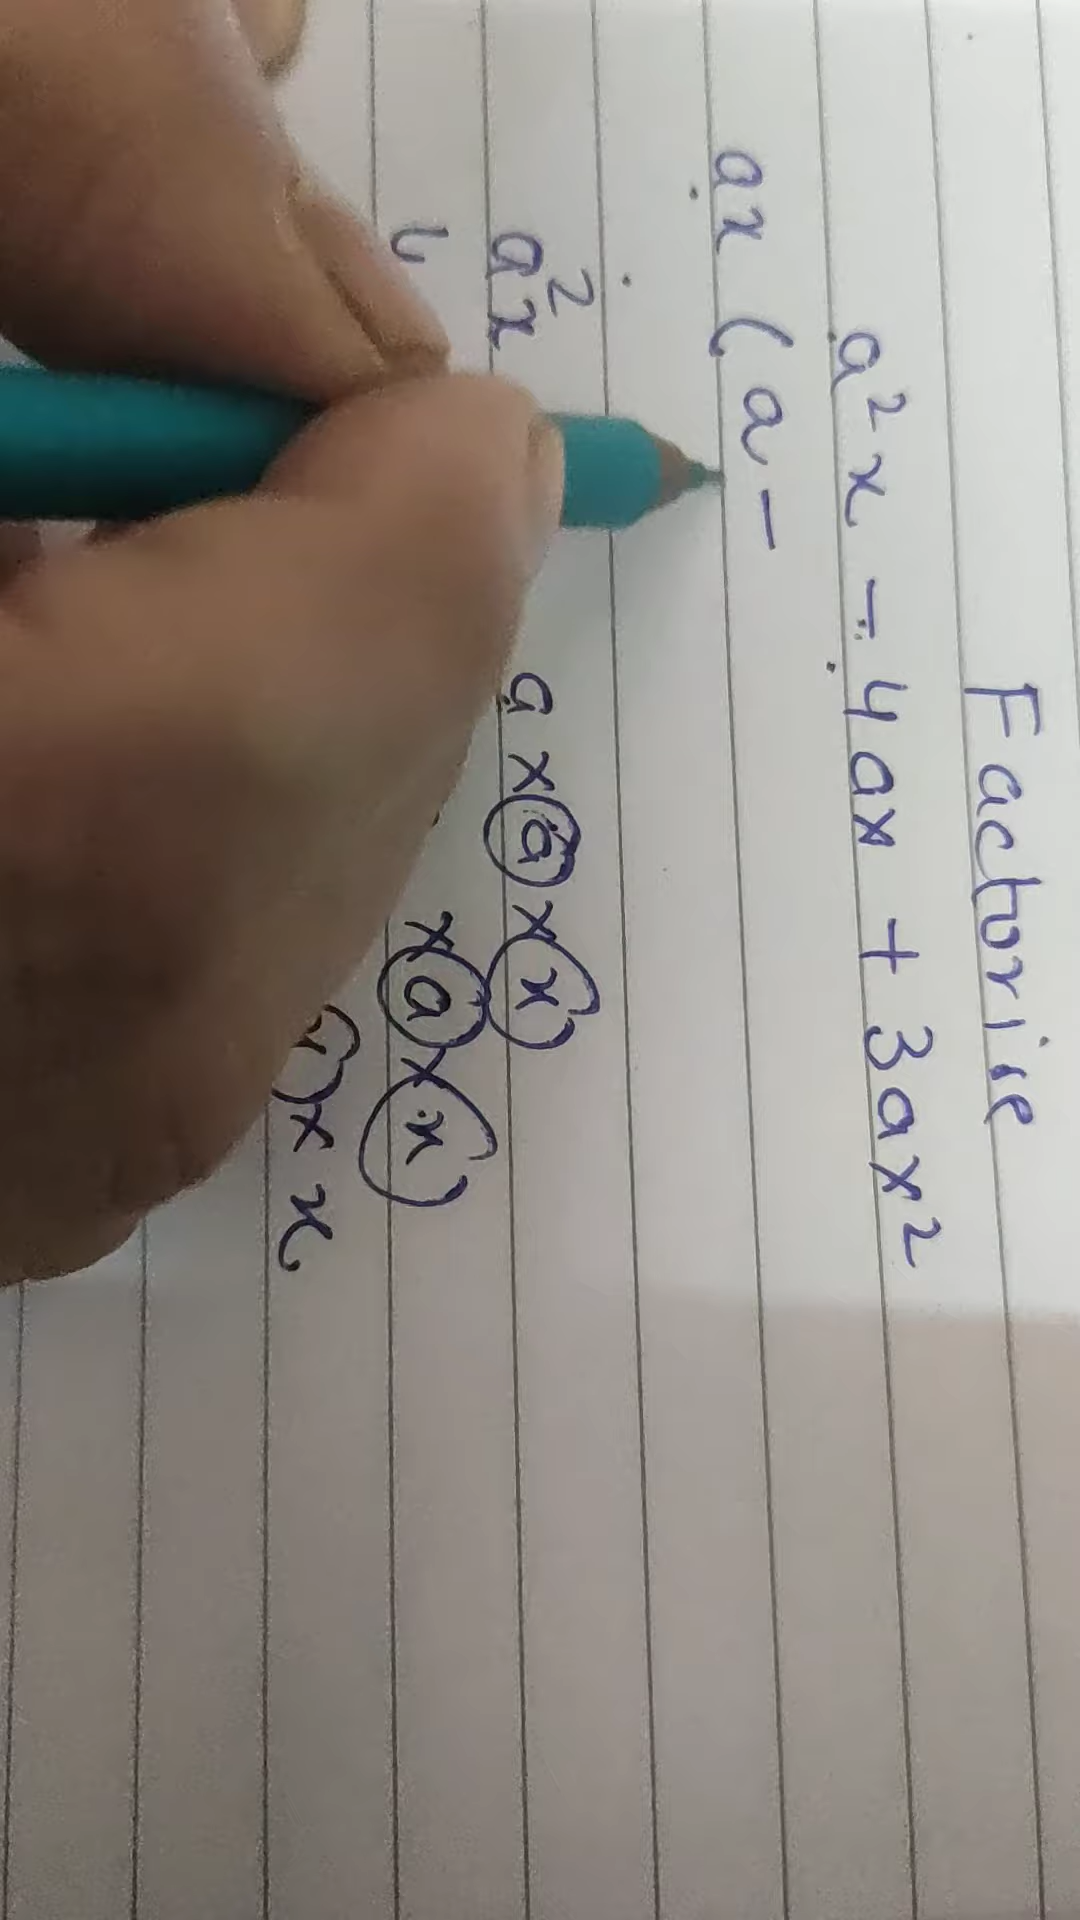 Factorise
a²x - 4ax + 3ax²
ax (a -
a²x a x a x x
x a x x
x x